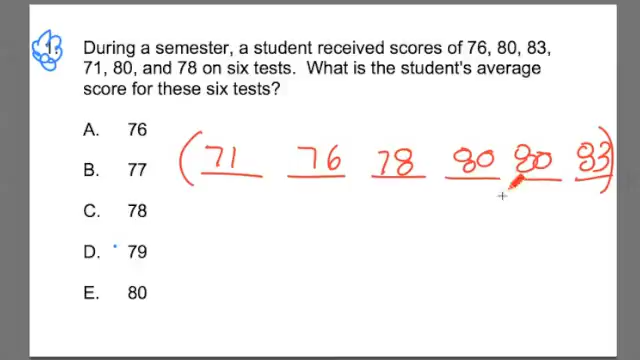 1. During a semester, a student received scores of 76, 80, 83,
71, 80, and 78 on six tests. What is the student's average
score for these six tests?
A. 76
B. 77
C. 78
D. 79
E. 80
(71 76 78 80 80 83)